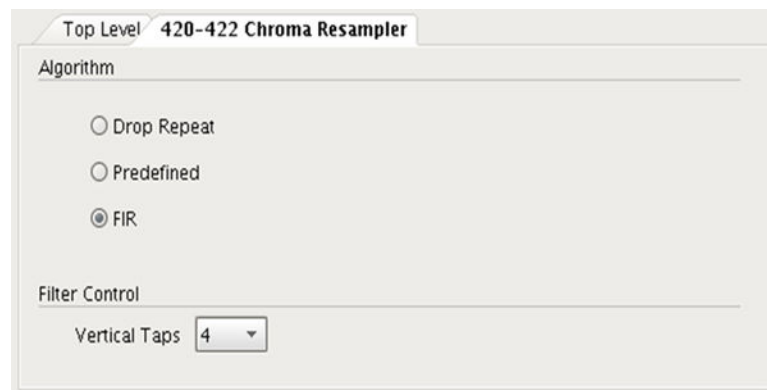 Top Level 420-422 Chroma Resampler
Algorithm
Drop Repeat
Predefined
FIR
Filter Control
Vertical Taps 4